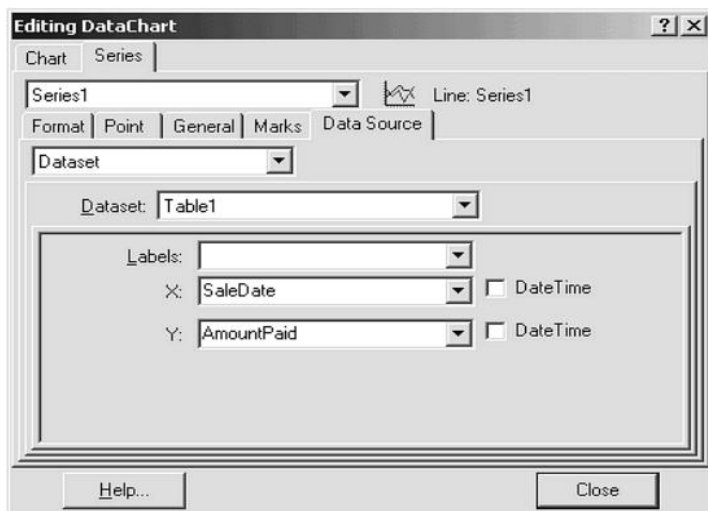 Editing DataChart ? ×
Chart Series
Series1 Line: Series1
Format Point General Marks Data Source
Dataset
Dataset: Table1
Labels:
X: SaleDate DateTime
Y: AmountPaid DateTime
Help... Close